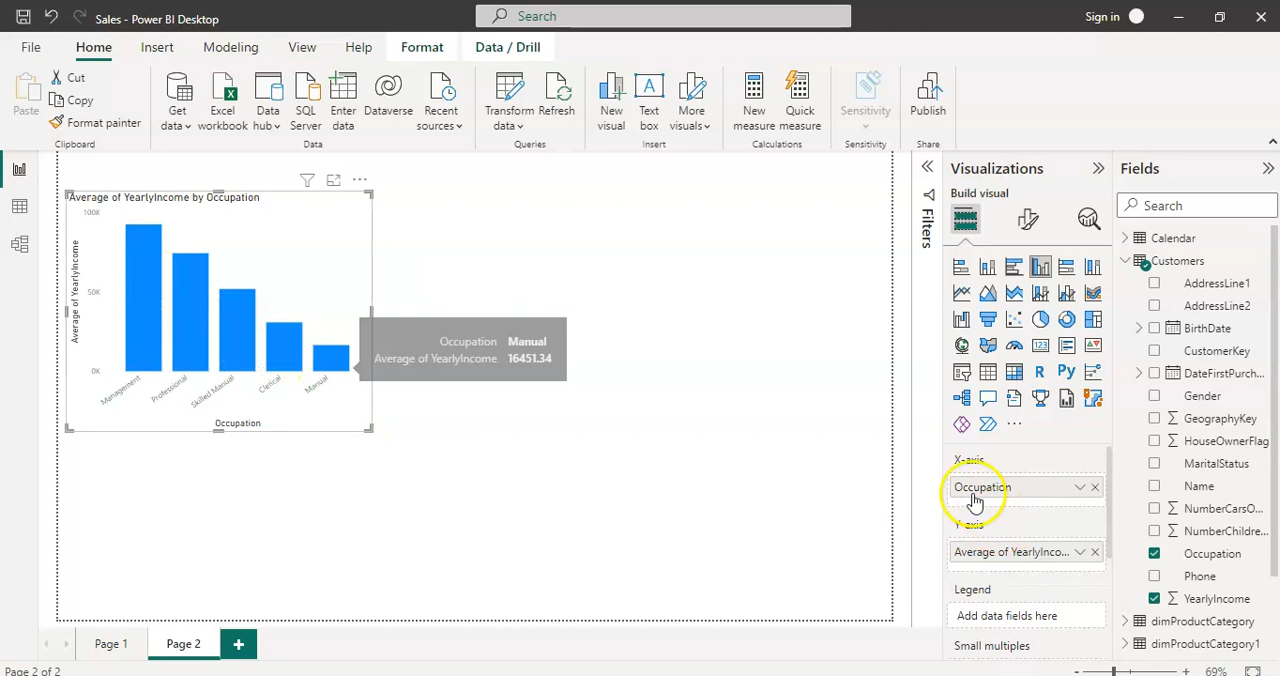 Sales - Power BI Desktop
Search
Sign in
File
Home
Insert
Modeling
View
Help
Format
Data / Drill
Paste
Cut
Copy
Format painter
Clipboard
Get data
Excel workbook
Data hub
SQL Server
Enter data
Dataverse
Recent sources
Data
Transform data
Refresh
Queries
New visual
Text box
More visuals
Insert
New measure
Quick measure
Calculations
Sensitivity
Sensitivity
Publish
Share
Average of YearlyIncome by Occupation
100K
50K
0K
Average of YearlyIncome
Management
Professional
Skilled Manual
Clerical
Manual
Occupation
Occupation Manual
Average of YearlyIncome 16451.34
Filters
Visualizations
Build visual
R
Py
123
...
X-axis
Occupation
Y-axis
Average of YearlyInco...
Legend
Add data fields here
Small multiples
Fields
Search
Calendar
Customers
AddressLine1
AddressLine2
BirthDate
CustomerKey
DateFirstPurch...
Gender
GeographyKey
HouseOwnerFlag
MaritalStatus
Name
NumberCarsO...
NumberChildre...
Occupation
Phone
YearlyIncome
dimProductCategory
dimProductCategory1
Page 1
Page 2
+
Page 2 of 2
- + 69%